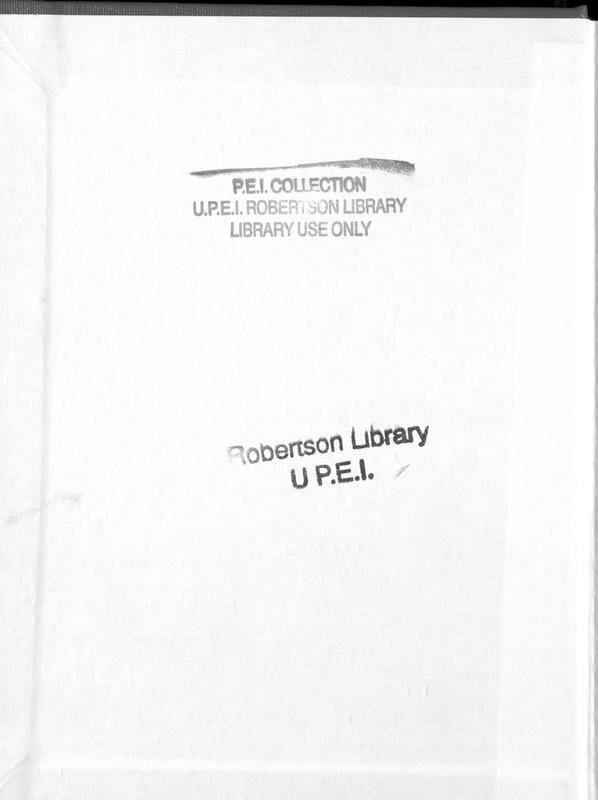 P.E.I. COLLECTION
U.P.E.I. ROBERTSON LIBRARY
LIBRARY USE ONLY
Robertson Library
U P.E.I.